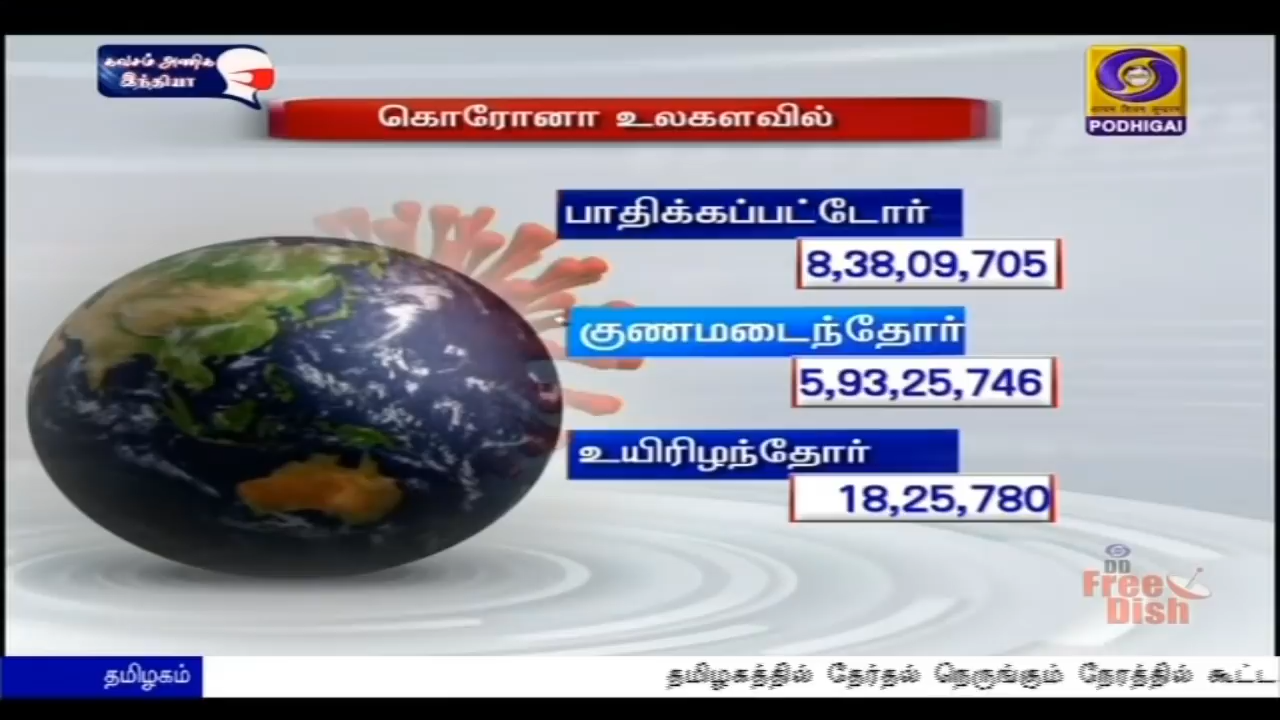 கவசம் அணிக
இந்தியா
கொரோனா உலகளவில்
PODHIGAI
பாதிக்கப்பட்டோர்
8,38,09,705
குணமடைந்தோர்
5,93,25,746
உயிரிழந்தோர்
18,25,780
DD
Free
Dish
தமிழகம்
தமிழகத்தில் தேர்தல் நெருங்கும் நேரத்தில் கூட்ட